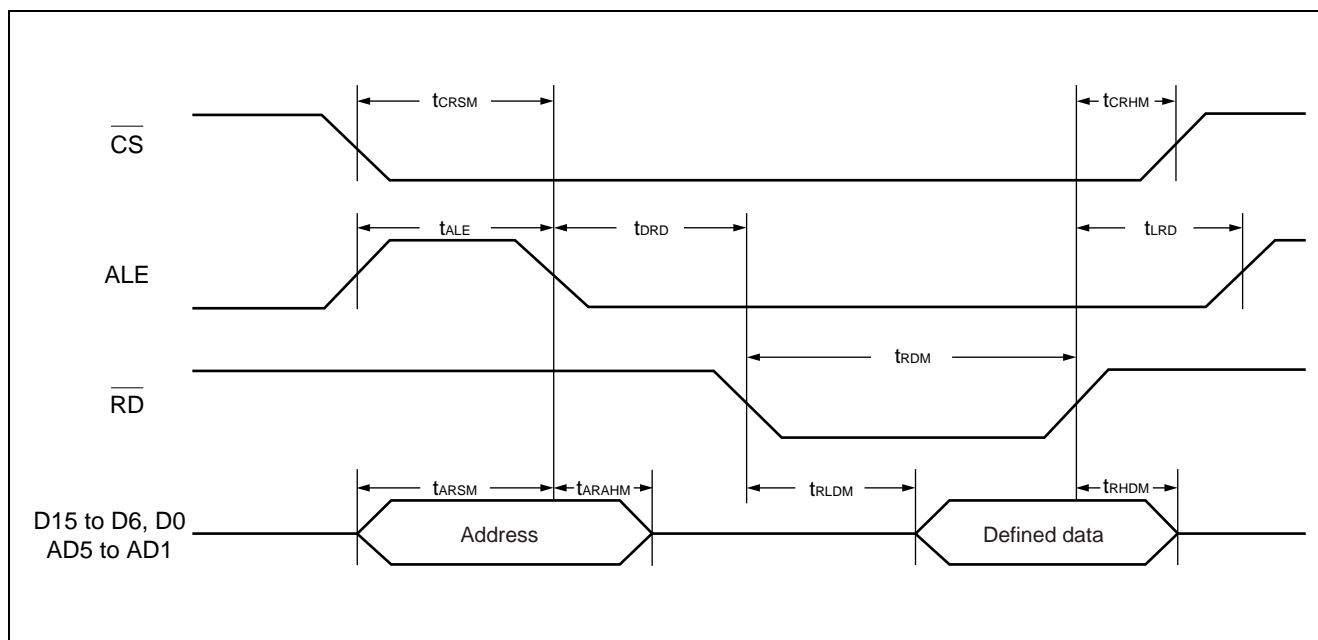 tCRSM
tCRHM
CS
tALE
tDRD
tLRD
ALE
tRDM
RD
tARSM
tARAHM
tRLDM
tRHDM
D15 to D6, D0
AD5 to AD1
Address
Defined data